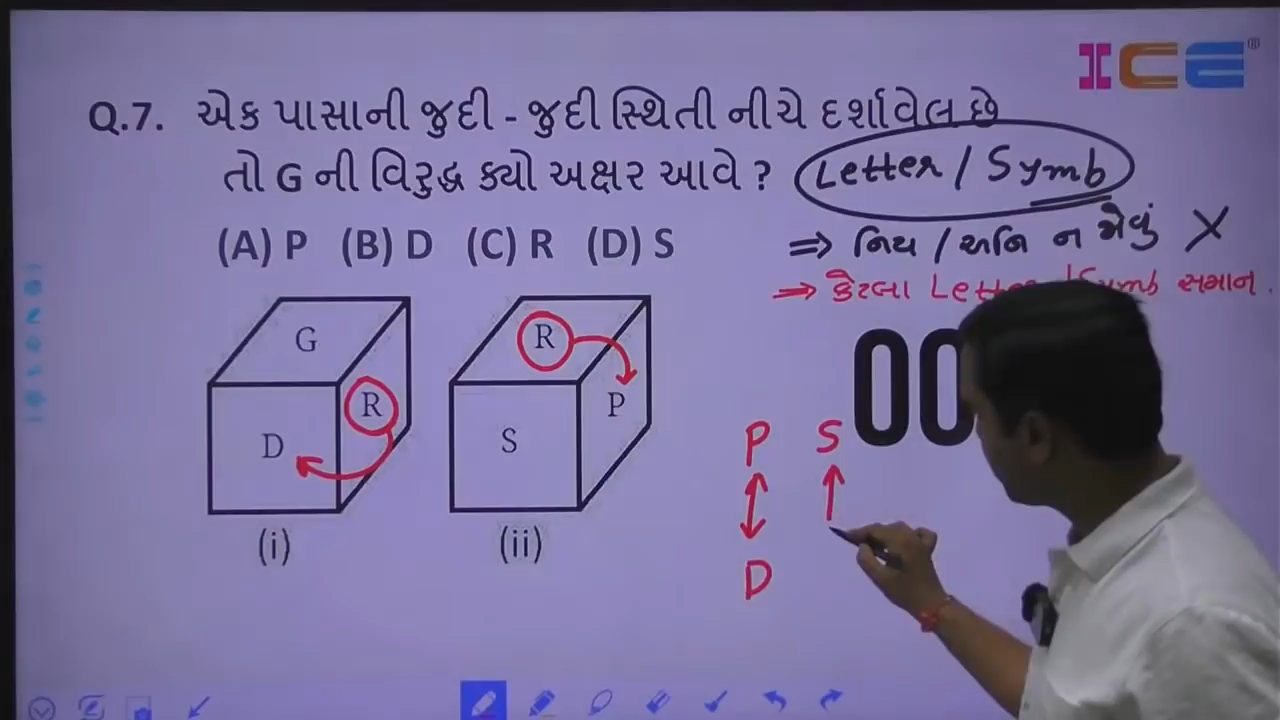 ICE
Q.7. એક પાસાની જુદી - જુદી સ્થિતી નીચે દર્શાવેલ છે
તો G ની વિરુદ્ધ ક્યો અક્ષર આવે ?
Letter / Symb
(A) P (B) D (C) R (D) S
⇒ નિય / અનિ ન જોવું X
⇒ કેટલા Letter / Symb સમાન.
G
R
D
(i)
R
P
S
(ii)
00
P S
D